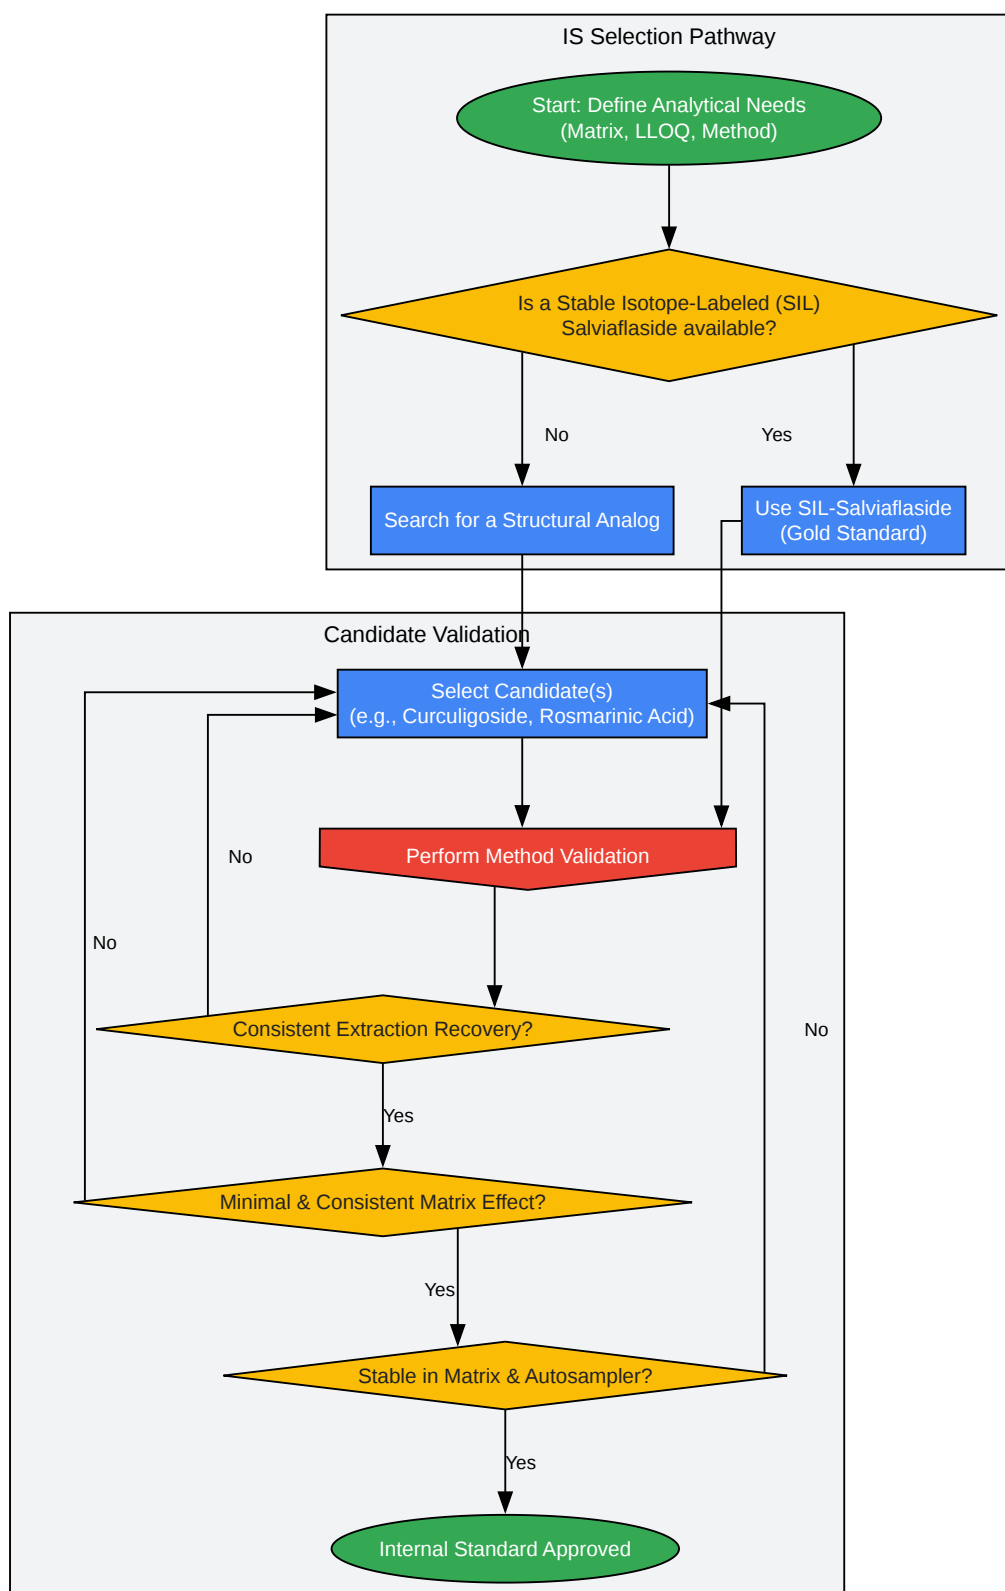 IS Selection Pathway
Start: Define Analytical Needs
(Matrix, LLOQ, Method)
Is a Stable Isotope-Labeled (SIL)
Salviaflaside available?
No
Yes
Search for a Structural Analog
Use SIL-Salviaflaside
(Gold Standard)
Candidate Validation
Select Candidate(s)
(e.g., Curculigoside, Rosmarinic Acid)
Perform Method Validation
No
No
Consistent Extraction Recovery?
No
Yes
Minimal & Consistent Matrix Effect?
Yes
Stable in Matrix & Autosampler?
Yes
Internal Standard Approved